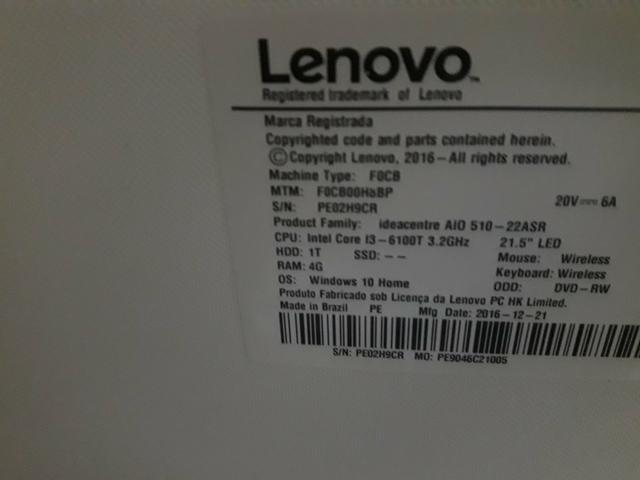 Lenovo™
Registered trademark of Lenovo
Marca Registrada
Copyrighted code and parts contained herein.
©Copyright Lenovo, 2016-All rights reserved.
Machine Type: F0CB
MTM: 20V⎓6A
S/N: PE02H9CR
Product Family: ideacentre AIO 510-22ASR
CPU: Intel Core I3-6100T 3.2GHz 21.5" LED
HDD: 1T SSD: -- Mouse: Wireless
RAM: 4G Keyboard: Wireless
OS: Windows 10 Home ODD: DVD-RW
Produto Fabricado sob Licença da Lenovo PC HK Limited.
Made in Brazil PE Mfg Date: 2016-12-21
S/N: PE02H9CR MO: PE9046C21005